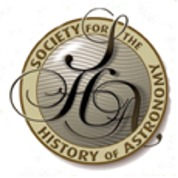 SOCIETY FOR THE
HISTORY OF ASTRONOMY
SHA